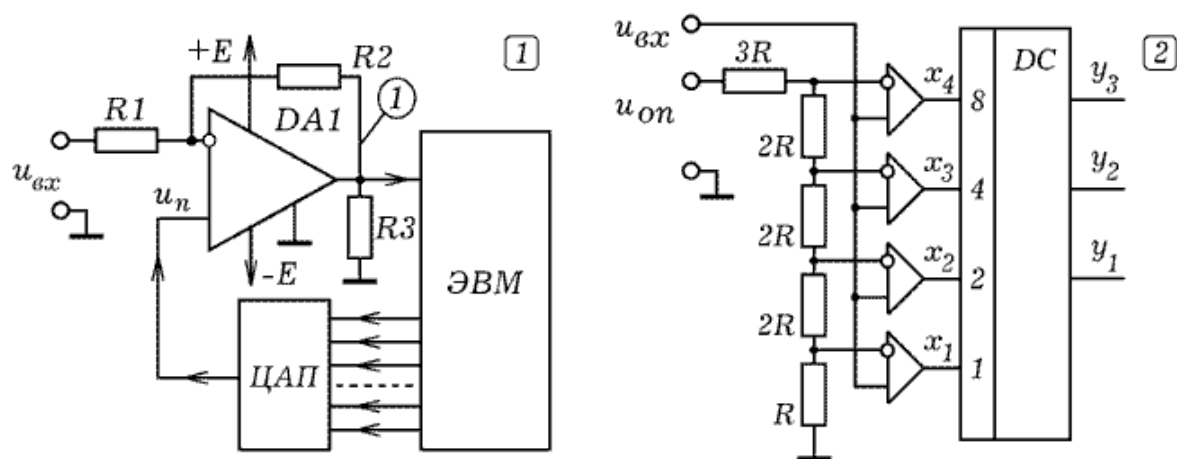 +E
R2
1
R1
DA1
1
u_вх
u_п
R3
-E
ЭВМ
ЦАП
u_вх
3R
DC
2
u_оп
x_4
8
y_3
2R
x_3
4
y_2
2R
x_2
2
y_1
2R
x_1
1
R